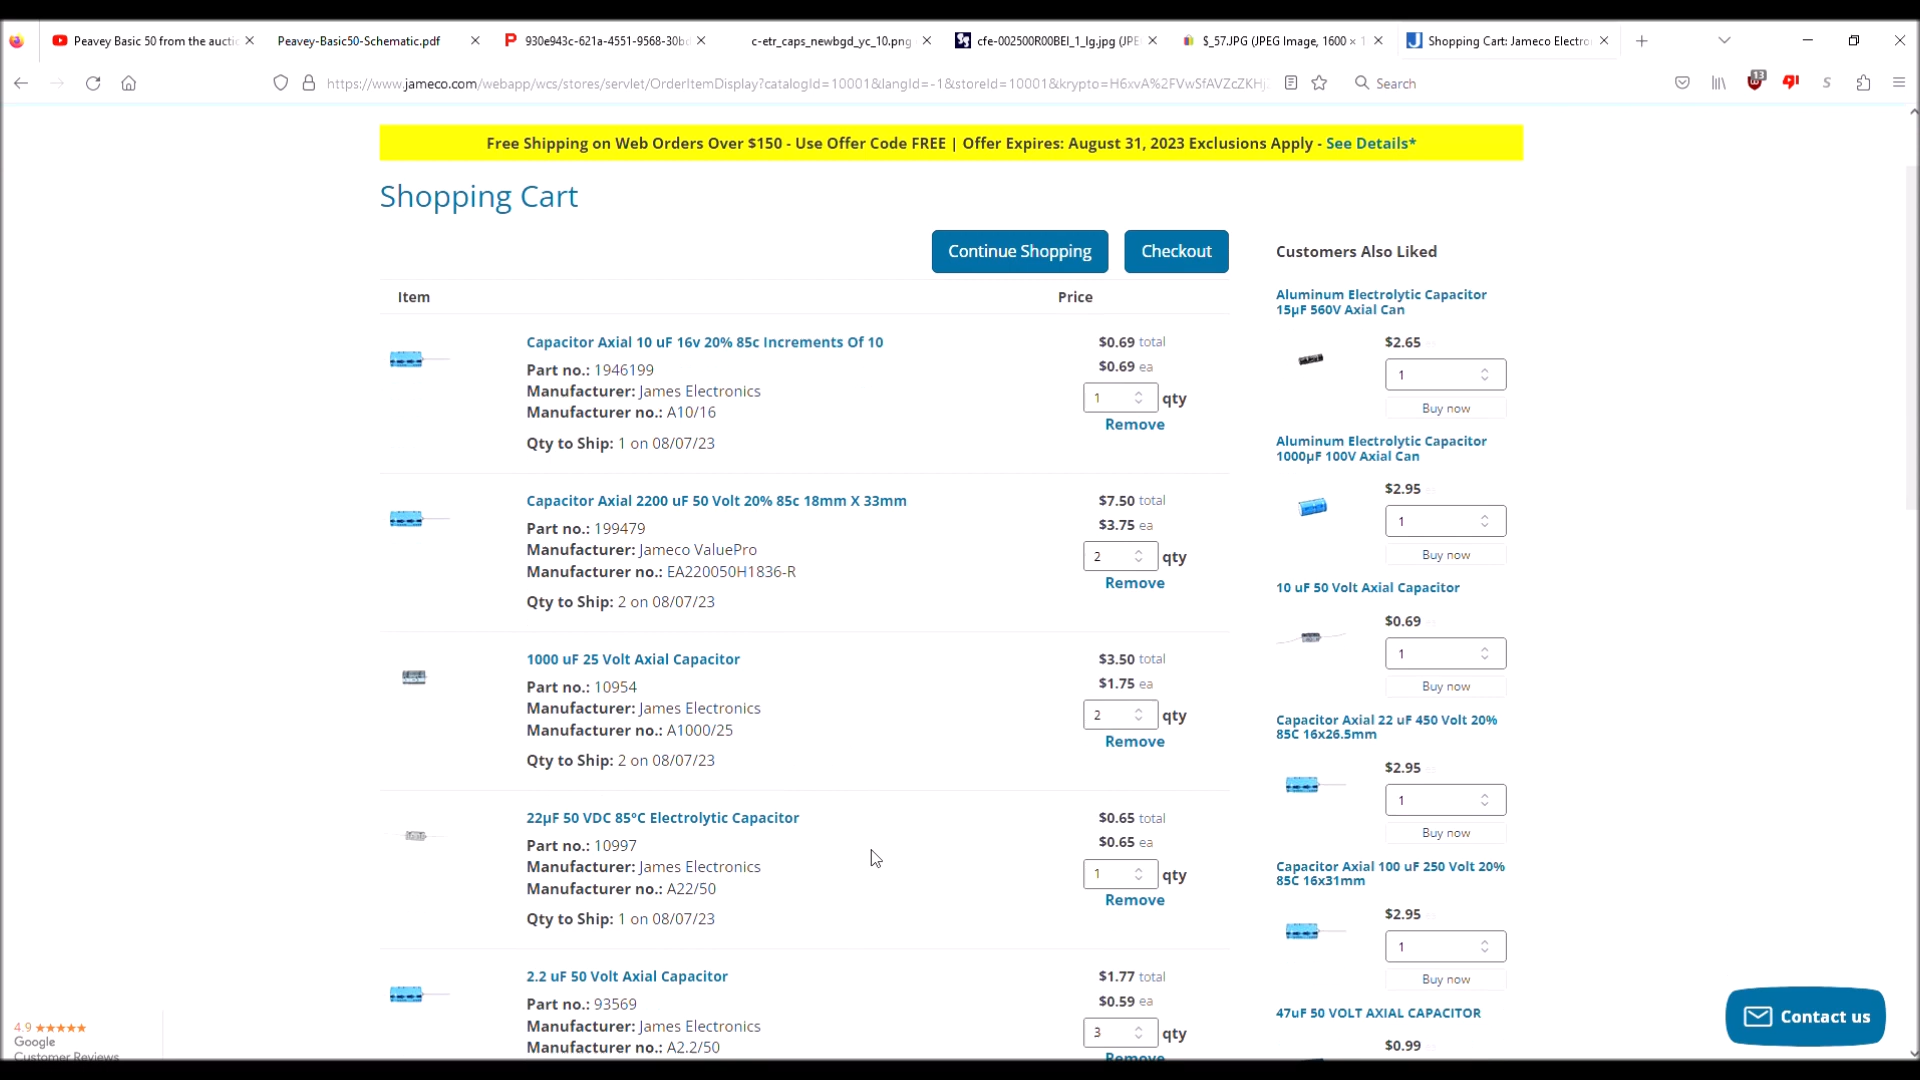 Peavey Basic 50 from the aucti
Peavey-Basic50-Schematic.pdf
930e943c-621a-4551-9568-30bd
c-etr_caps_newbgd_yc_10.png
cfe-002500R00BEI_1_lg.jpg (JPE
S_57.JPG (JPEG Image, 1600 × 1
Shopping Cart: Jameco Electro
https://www.jameco.com/webapp/wcs/stores/servlet/OrderItemDisplay?catalogId=10001&langId=-1&storeId=10001&krypto=H6xvA%2FVwSfAVZcZKHj
Search
13
Free Shipping on Web Orders Over $150 - Use Offer Code FREE | Offer Expires: August 31, 2023 Exclusions Apply - See Details*
Shopping Cart
Continue Shopping
Checkout
Item
Price
Capacitor Axial 10 uF 16v 20% 85c Increments Of 10
Part no.: 1946199
Manufacturer: James Electronics
Manufacturer no.: A10/16
Qty to Ship: 1 on 08/07/23
$0.69 total
$0.69 ea
1 qty
Remove
Capacitor Axial 2200 uF 50 Volt 20% 85c 18mm X 33mm
Part no.: 199479
Manufacturer: Jameco ValuePro
Manufacturer no.: EA220050H1836-R
Qty to Ship: 2 on 08/07/23
$7.50 total
$3.75 ea
2 qty
Remove
1000 uF 25 Volt Axial Capacitor
Part no.: 10954
Manufacturer: James Electronics
Manufacturer no.: A1000/25
Qty to Ship: 2 on 08/07/23
$3.50 total
$1.75 ea
2 qty
Remove
22µF 50 VDC 85°C Electrolytic Capacitor
Part no.: 10997
Manufacturer: James Electronics
Manufacturer no.: A22/50
Qty to Ship: 1 on 08/07/23
$0.65 total
$0.65 ea
1 qty
Remove
2.2 uF 50 Volt Axial Capacitor
Part no.: 93569
Manufacturer: James Electronics
Manufacturer no.: A2.2/50
$1.77 total
$0.59 ea
3 qty
Remove
Customers Also Liked
Aluminum Electrolytic Capacitor
15µF 560V Axial Can
$2.65
1
Buy now
Aluminum Electrolytic Capacitor
1000µF 100V Axial Can
$2.95
1
Buy now
10 uF 50 Volt Axial Capacitor
$0.69
1
Buy now
Capacitor Axial 22 uF 450 Volt 20%
85C 16x26.5mm
$2.95
1
Buy now
Capacitor Axial 100 uF 250 Volt 20%
85C 16x31mm
$2.95
1
Buy now
47uF 50 VOLT AXIAL CAPACITOR
$0.99
4.9 ★★★★★
Google
Customer Reviews
Contact us